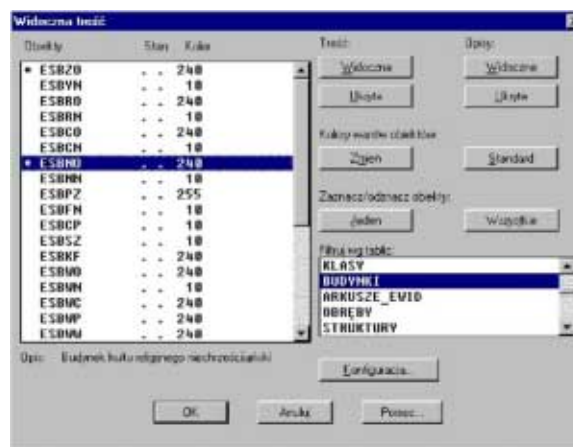 Widoczna treść
Obiekty Stan Kolor
Treść: Opisy:
* ESBZO . . 240
ESBYN . . 10
ESBRO . . 240
ESBRN . . 10
ESBCO . . 240
ESBCN . . 10
* ESBNO . . 240
ESBNN . . 10
ESBPZ . . 255
ESBFN . . 10
ESBCP . . 10
ESBSZ . . 10
ESBKF . . 240
ESBWO . . 240
ESBWN . . 10
ESBWC . . 240
ESBWP . . 240
ESBWW . . 240
Widoczne Widoczne
Ukryte Ukryte
Kolory warstw obiektów
Zmień Standard
Zaznacz/odznacz obiekty:
Jeden Wszystkie
Filtruj wg tablic:
KLASY
BUDYNKI
ARKUSZE_EWID
OBRĘBY
STRUKTURY
Opis: Budynek kultu religijnego niechrześcijański
Konfiguracja...
OK Anuluj Pomoc...